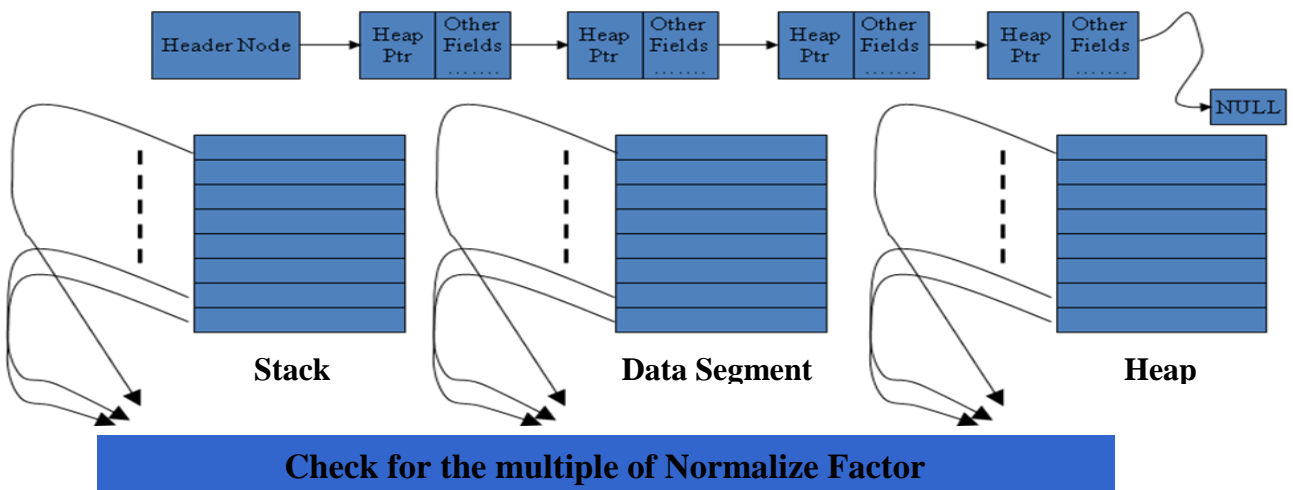 Header Node
Heap
Ptr
Other
Fields
.......
Heap
Ptr
Other
Fields
.......
Heap
Ptr
Other
Fields
.......
Heap
Ptr
Other
Fields
.......
NULL
Stack
Data Segment
Heap
Check for the multiple of Normalize Factor